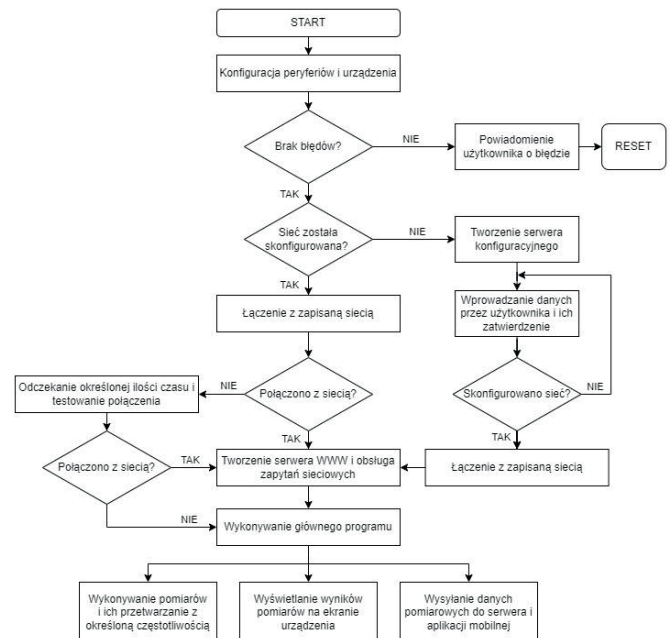 START
Konfiguracja peryferiów i urządzenia
Brak błędów?
NIE
Powiadomienie
użytkownika o błędzie
RESET
TAK
Sieć została
skonfigurowana?
NIE
Tworzenie serwera
konfiguracyjnego
TAK
Łączenie z zapisaną siecią
Wprowadzanie danych
przez użytkownika i ich
zatwierdzenie
Odczekanie określonej ilości czasu i
testowanie połączenia
NIE
Połączono z siecią?
Skonfigurowano sieć?
NIE
TAK
TAK
Połączono z siecią?
TAK
Tworzenie serwera WWW i obsługa
zapytań sieciowych
Łączenie z zapisaną siecią
NIE
Wykonywanie głównego programu
Wykonywanie pomiarów
i ich przetwarzanie z
określoną częstotliwością
Wyświetlanie wyników
pomiarów na ekranie
urządzenia
Wysyłanie danych
pomiarowych do serwera i
aplikacji mobilnej